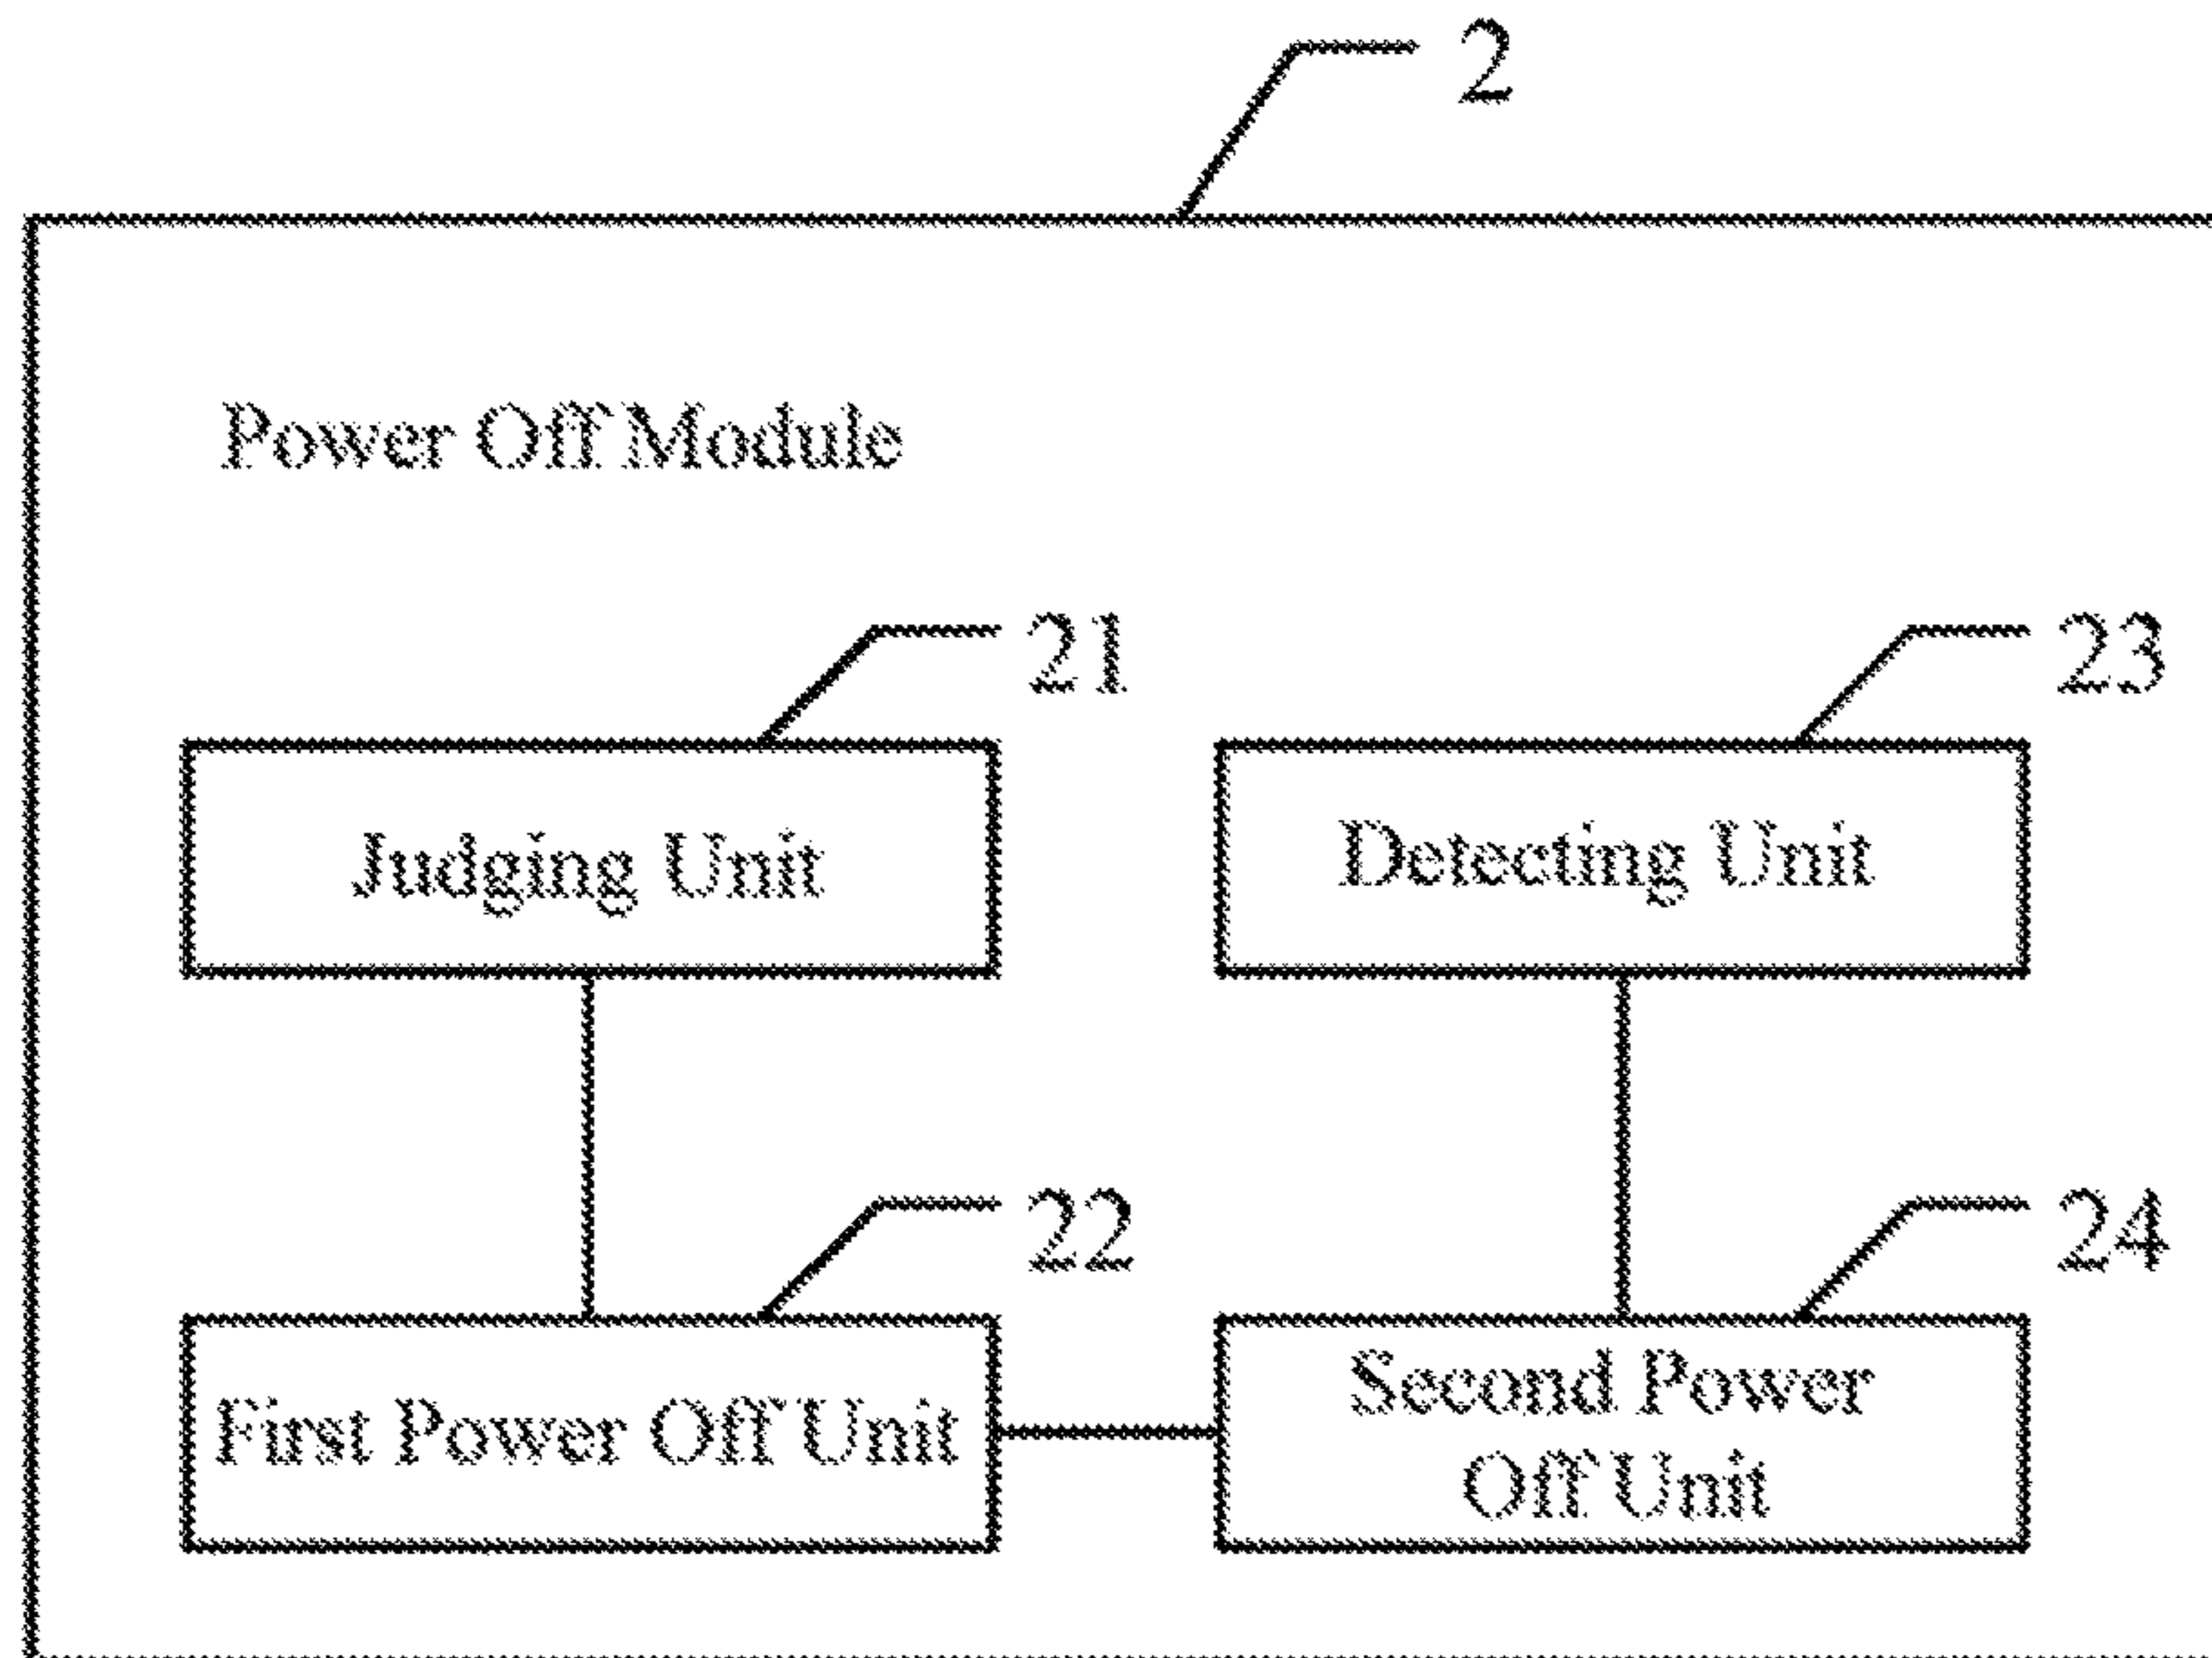 2
Power Off Module
21
23
Judging Unit
Detecting Unit
22
24
First Power Off Unit
Second Power
Off Unit